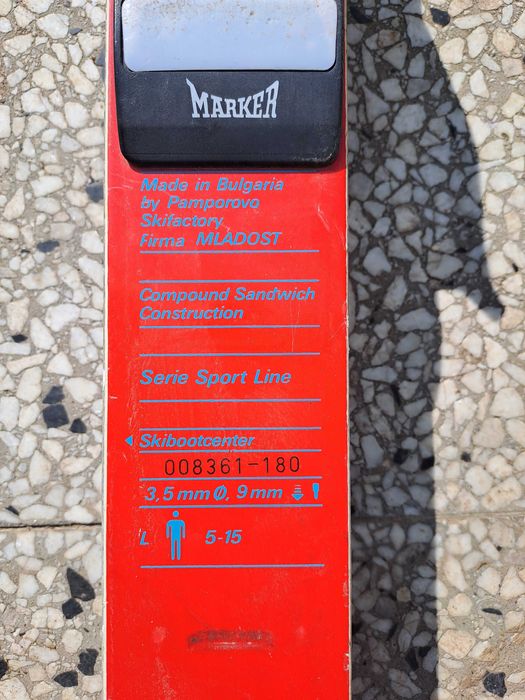 MARKER
Made in Bulgaria
by Pamporovo
Skifactory
Firma MLADOST
Compound Sandwich
Construction
Serie Sport Line
Skibootcenter
008361-180
3,5 mm Ø, 9 mm
L 5-15